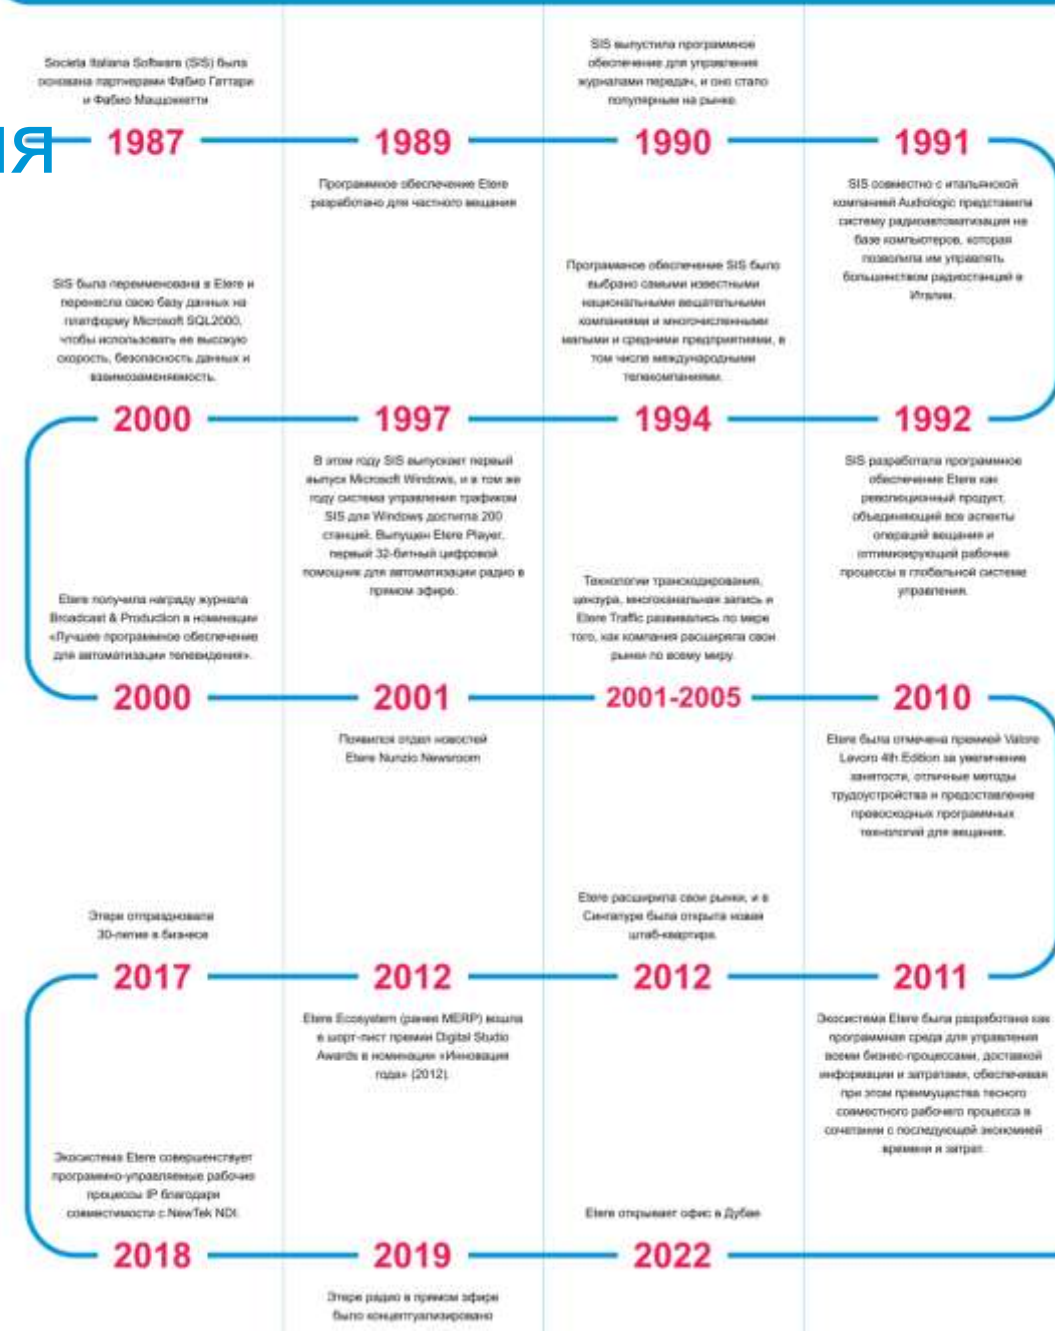 Societa Italiana Software (SIS) была
основана партнерами Фабио Гаттари
и Фабио Маццокетти
SIS выпустила программное
обеспечение для управления
журналами передач, и оно стало
популярным на рынке.
ия
1987
1989
1990
1991
Программное обеспечение Etere
разработано для частного вещания
SIS совместно с итальянской
компанией Audiologic представила
систему радиоавтоматизация на
базе компьютеров, которая
позволила им управлять
большинством радиостанций в
Италии.
SIS была переименована в Etere и
перенесла свою базу данных на
платформу Microsoft SQL2000,
чтобы использовать ее высокую
скорость, безопасность данных и
взаимозаменяемость.
Программное обеспечение SIS было
выбрано самыми известными
национальными вещательными
компаниями и многочисленными
малыми и средними предприятиями, в
том числе международными
телекомпаниями.
2000
1997
1994
1992
В этом году SIS выпускает первый
выпуск Microsoft Windows, и в том же
году система управления трафиком
SIS для Windows достигла 200
станций. Выпущен Etere Player,
первый 32-битный цифровой
помощник для автоматизации радио в
прямом эфире.
SIS разработала программное
обеспечение Etere как
революционный продукт,
объединяющий все аспекты
операций вещания и
оптимизирующий рабочие
процессы в глобальной системе
управления.
Etere получила награду журнала
Broadcast & Production в номинации
«Лучшее программное обеспечение
для автоматизации телевидения».
Технологии транскодирования,
цензура, многоканальная запись и
Etere Traffic развивались по мере
того, как компания расширяла свои
рынки по всему миру.
2000
2001
2001-2005
2010
Появился отдел новостей
Etere Nunzio Newsroom
Etere была отмечена премией Valore
Lavoro 4th Edition за увеличение
занятости, отличные методы
трудоустройства и предоставление
превосходных программных
технологий для вещания.
Этере отпраздновала
30-летие в бизнесе
Etere расширила свои рынки, и в
Сингапуре была открыта новая
штаб-квартира.
2017
2012
2012
2011
Etere Ecosystem (ранее MERP) вошла
в шорт-лист премии Digital Studio
Awards в номинации «Инновация
года» (2012).
Экосистема Etere была разработана как
программная среда для управления
всеми бизнес-процессами, доставкой
информации и затратами, обеспечивая
при этом преимущества тесного
совместного рабочего процесса в
сочетании с последующей экономией
времени и затрат.
Экосистема Etere совершенствует
программно-управляемые рабочие
процессы IP благодаря
совместимости с NewTek NDI.
Etere открывает офис в Дубае
2018
2019
2022
Этере радио в прямом эфире
было концептуализировано